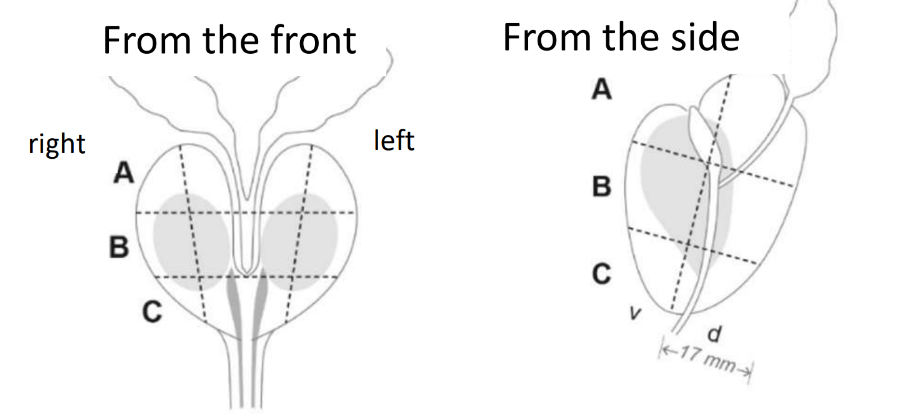 From the front
From the side
right
left
A
B
C
A
B
C
v
d
17 mm